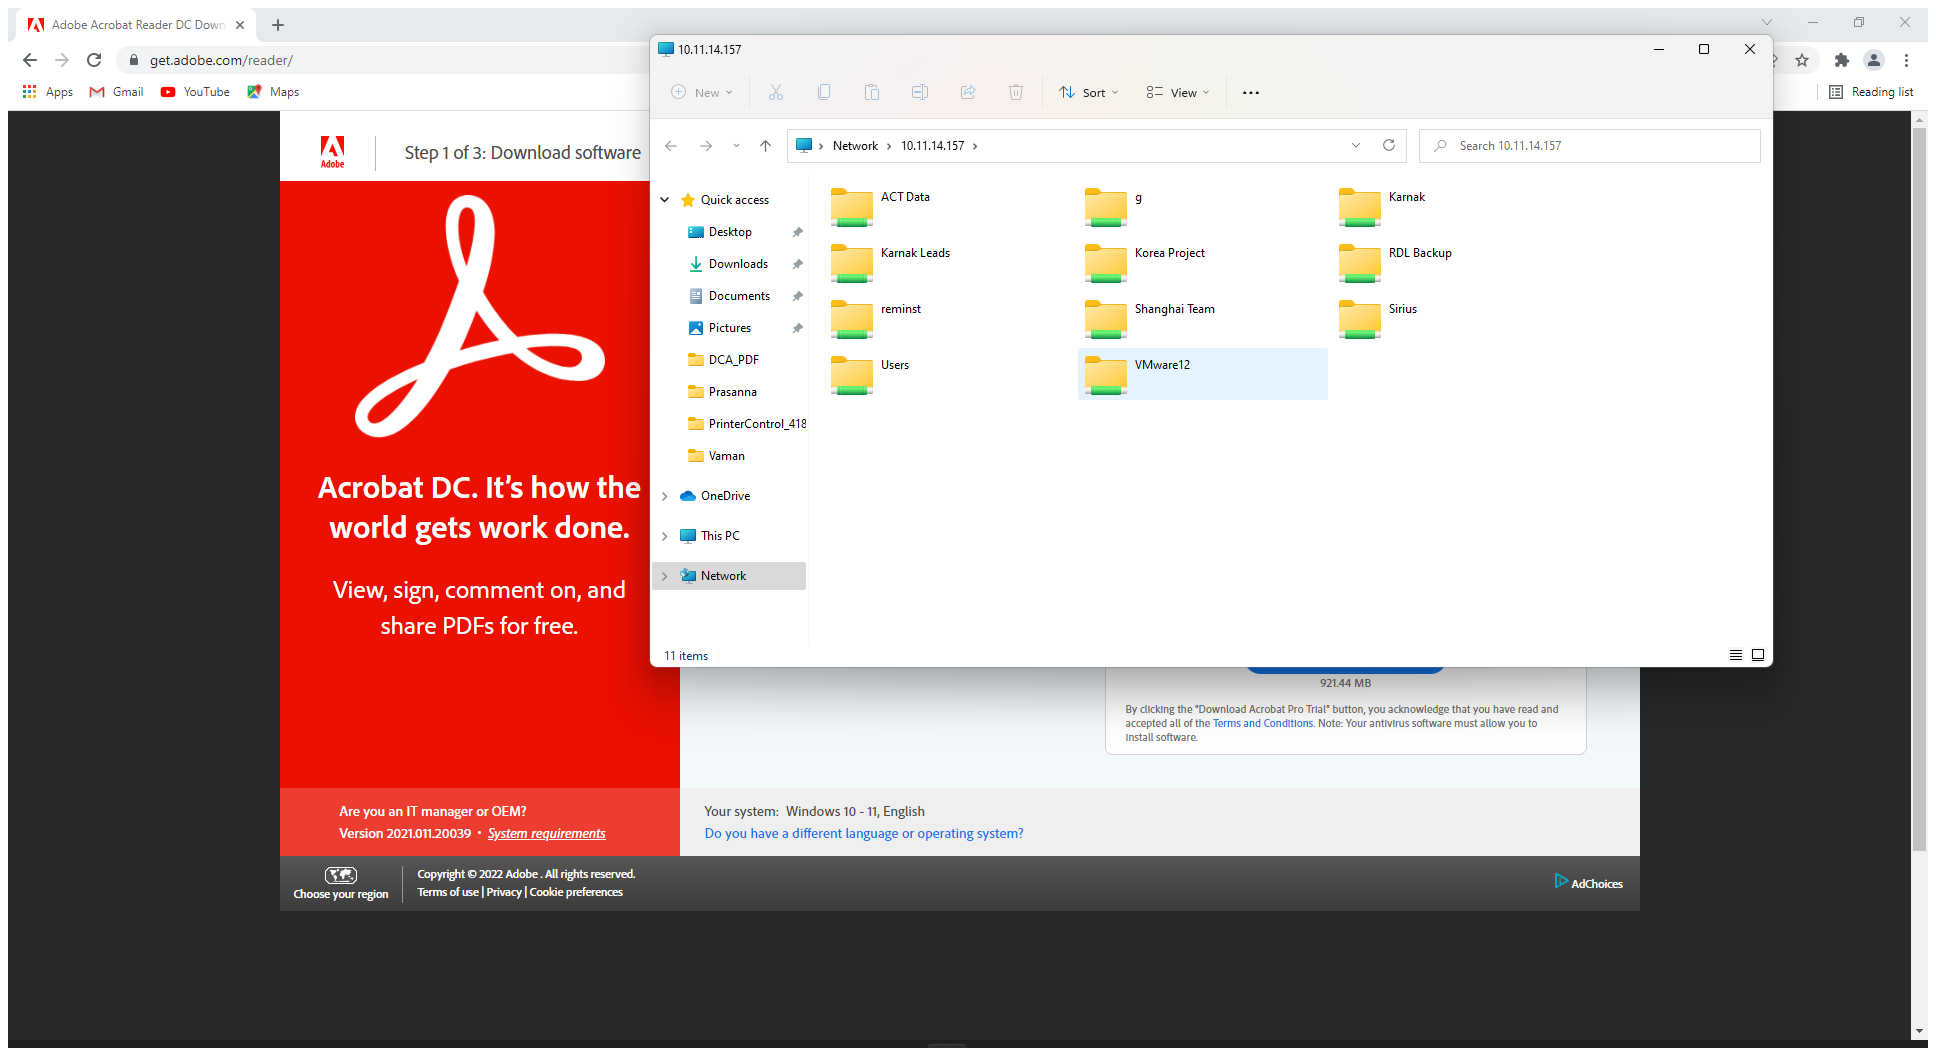 Adobe Acrobat Reader DC Down
get.adobe.com/reader/
Apps Gmail YouTube Maps
Reading list
Adobe
Step 1 of 3: Download software
Acrobat DC. It’s how the
world gets work done.
View, sign, comment on, and
share PDFs for free.
Are you an IT manager or OEM?
Version 2021.011.20039 • System requirements
10.11.14.157
New Sort View
Network 10.11.14.157
Search 10.11.14.157
Quick access
Desktop
Downloads
Documents
Pictures
DCA_PDF
Prasanna
PrinterControl_418
Vaman
OneDrive
This PC
Network
ACT Data g Karnak
Karnak Leads Korea Project RDL Backup
reminst Shanghai Team Sirius
Users VMware12
11 items
921.44 MB
By clicking the "Download Acrobat Pro Trial" button, you acknowledge that you have read and
accepted all of the Terms and Conditions. Note: Your antivirus software must allow you to
install software.
Your system: Windows 10 - 11, English
Do you have a different language or operating system?
Choose your region
Copyright © 2022 Adobe . All rights reserved.
Terms of use | Privacy | Cookie preferences
AdChoices